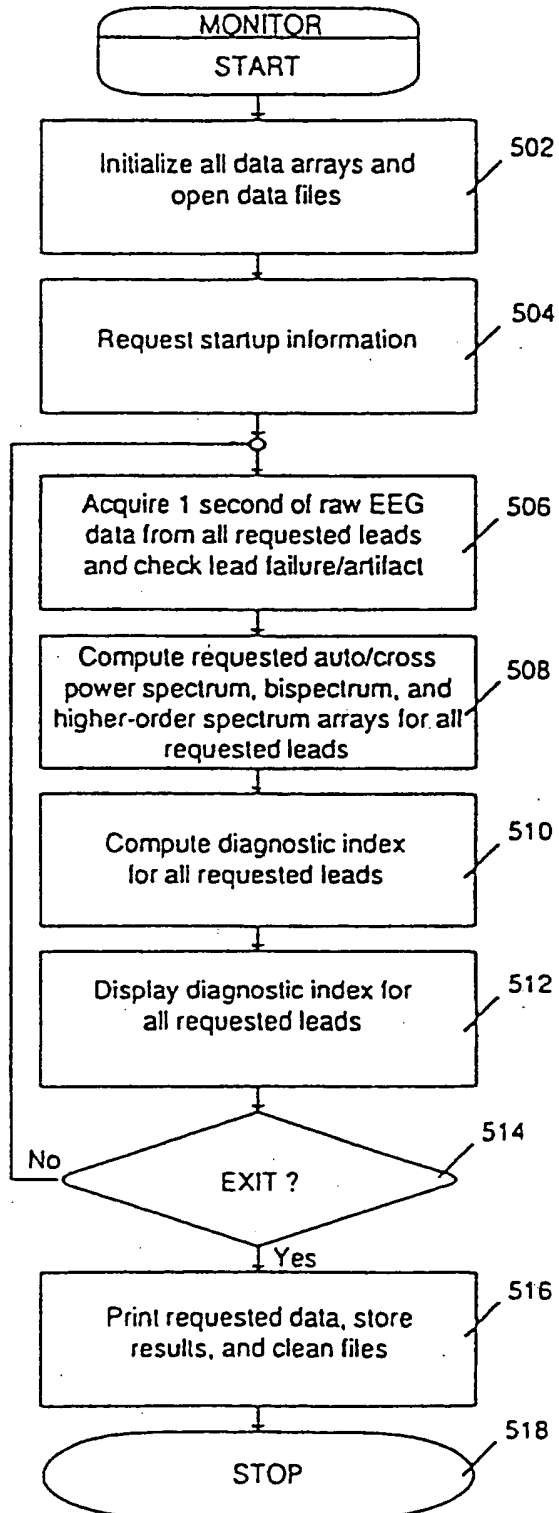 MONITOR
START
Initialize all data arrays and
open data files
502
Request startup information
504
Acquire 1 second of raw EEG
data from all requested leads
and check lead failure/artifact
506
Compute requested auto/cross
power spectrum, bispectrum, and
higher-order spectrum arrays for all
requested leads
508
Compute diagnostic index
for all requested leads
510
Display diagnostic index for
all requested leads
512
EXIT ?
514
No
Yes
Print requested data, store
results, and clean files
516
STOP
518